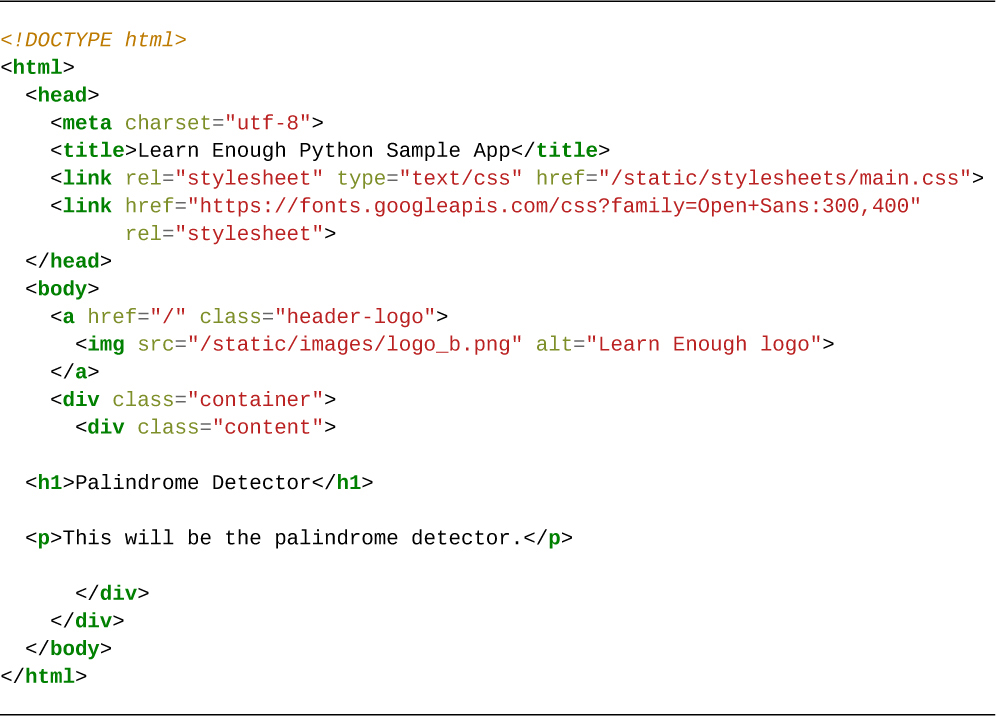 <!DOCTYPE html>
<html>
  <head>
    <meta charset="utf-8">
    <title>Learn Enough Python Sample App</title>
    <link rel="stylesheet" type="text/css" href="/static/stylesheets/main.css">
    <link href="https://fonts.googleapis.com/css?family=Open+Sans:300,400"
          rel="stylesheet">
  </head>
  <body>
    <a href="/" class="header-logo">
      <img src="/static/images/logo_b.png" alt="Learn Enough logo">
    </a>
    <div class="container">
      <div class="content">

  <h1>Palindrome Detector</h1>

  <p>This will be the palindrome detector.</p>

      </div>
    </div>
  </body>
</html>